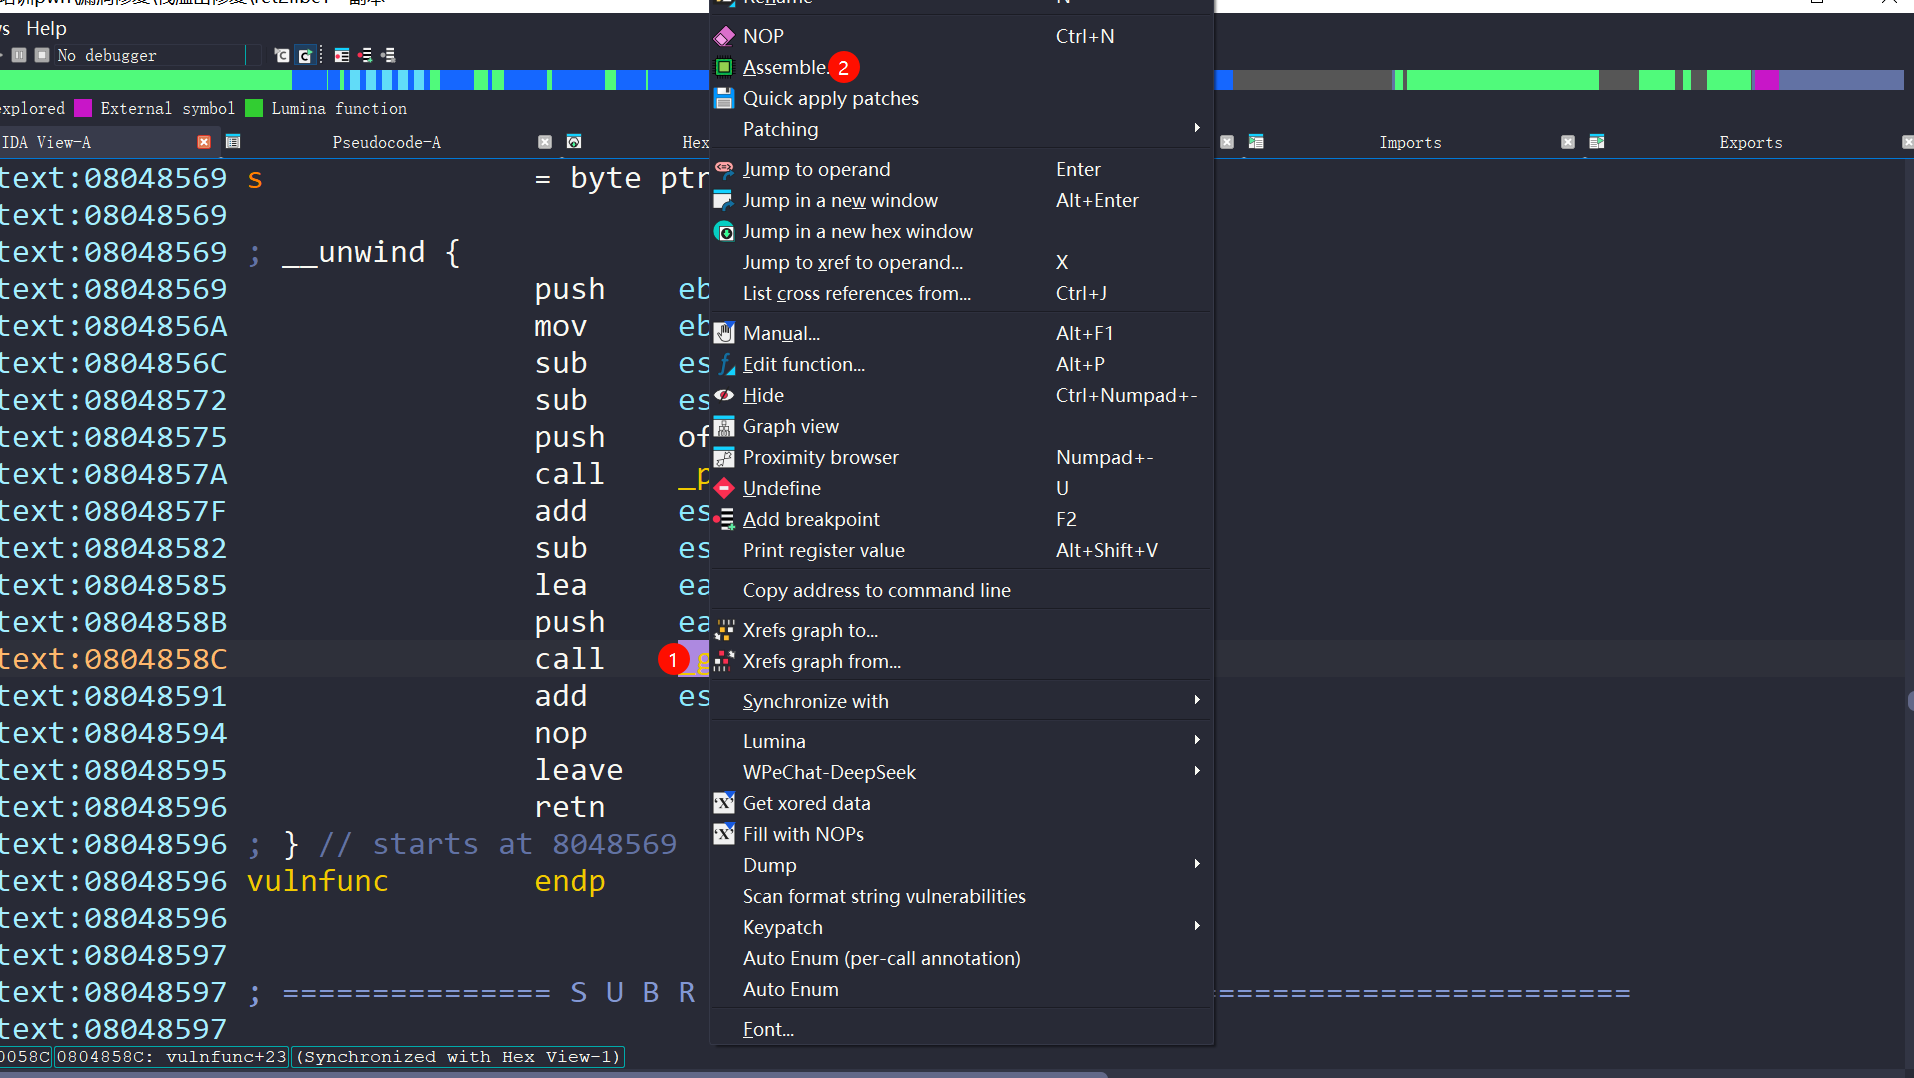 Help
No debugger
explored External symbol Lumina function
IDA View-A Pseudocode-A Hex Imports Exports
text:08048569 s = byte ptr
text:08048569
text:08048569 ; __unwind {
text:08048569 push eb
text:0804856A mov eb
text:0804856C sub es
text:08048572 sub es
text:08048575 push of
text:0804857A call _p
text:0804857F add es
text:08048582 sub es
text:08048585 lea ea
text:0804858B push ea
text:0804858C call 1 _g
text:08048591 add es
text:08048594 nop
text:08048595 leave
text:08048596 retn
text:08048596 ; } // starts at 8048569
text:08048596 vulnfunc endp
text:08048596
text:08048597
text:08048597 ; =============== S U B R =======================
text:08048597
0058C 0804858C: vulnfunc+23 (Synchronized with Hex View-1)
Rename N
NOP Ctrl+N
Assemble. 2
Quick apply patches
Patching
Jump to operand Enter
Jump in a new window Alt+Enter
Jump in a new hex window
Jump to xref to operand... X
List cross references from... Ctrl+J
Manual... Alt+F1
Edit function... Alt+P
Hide Ctrl+Numpad+-
Graph view
Proximity browser Numpad+-
Undefine U
Add breakpoint F2
Print register value Alt+Shift+V
Copy address to command line
Xrefs graph to...
Xrefs graph from...
Synchronize with
Lumina
WPeChat-DeepSeek
Get xored data
Fill with NOPs
Dump
Scan format string vulnerabilities
Keypatch
Auto Enum (per-call annotation)
Auto Enum
Font...